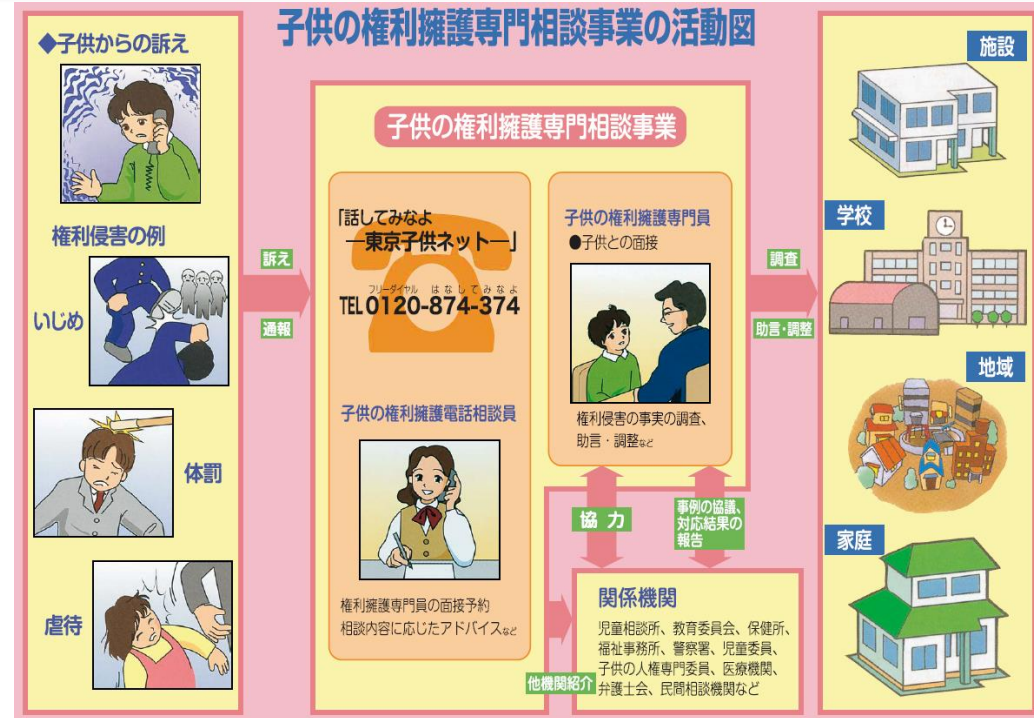 子供の権利擁護専門相談事業の活動図
◆子供からの訴え
権利侵害の例
いじめ
体罰
虐待
訴え
通報
子供の権利擁護専門相談事業
「話してみなよ
―東京子供ネット―」
フリーダイヤル はなしてみなよ
TEL 0120-874-374
子供の権利擁護電話相談員
権利擁護専門員の面接予約
相談内容に応じたアドバイスなど
子供の権利擁護専門員
●子供との面接
権利侵害の事実の調査、
助言・調整など
調査
助言・調整
協力
事例の協議、
対応結果の
報告
他機関紹介
関係機関
児童相談所、教育委員会、保健所、
福祉事務所、警察署、児童委員、
子供の人権専門委員、医療機関、
弁護士会、民間相談機関など
施設
学校
地域
家庭